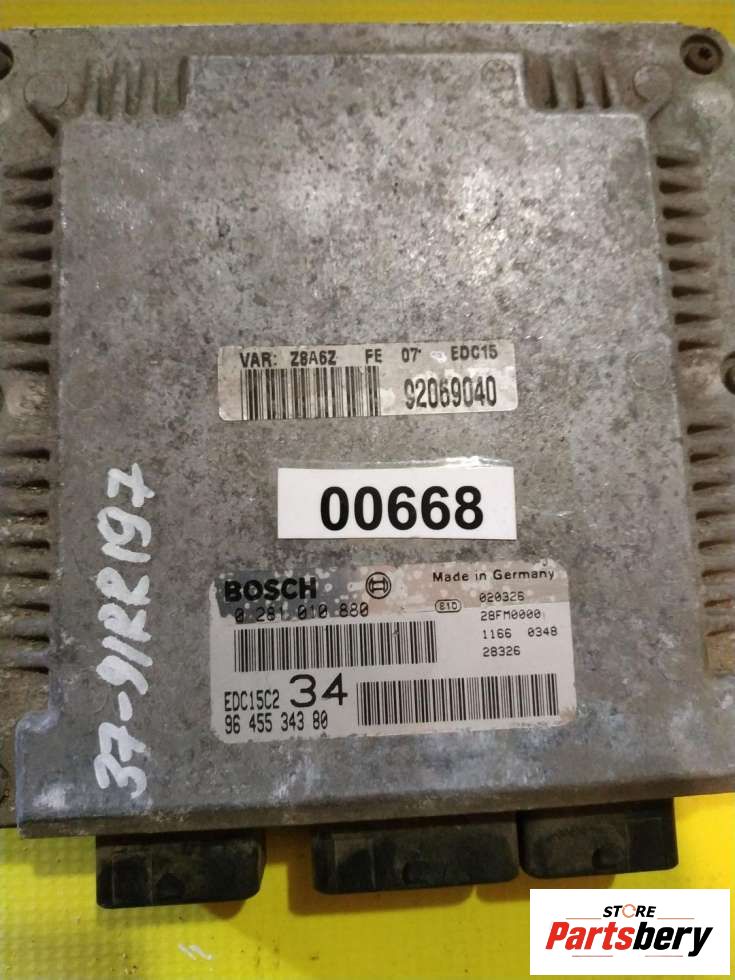 VAR: Z8A6Z FE 07 EDC15
92069040
00668
BOSCH Made in Germany
0 281 010 880 810 020326
28FM0000
1166 0348
28326
EDC15C2 34
96 455 343 80
37-91RR197
STORE
Partsbery